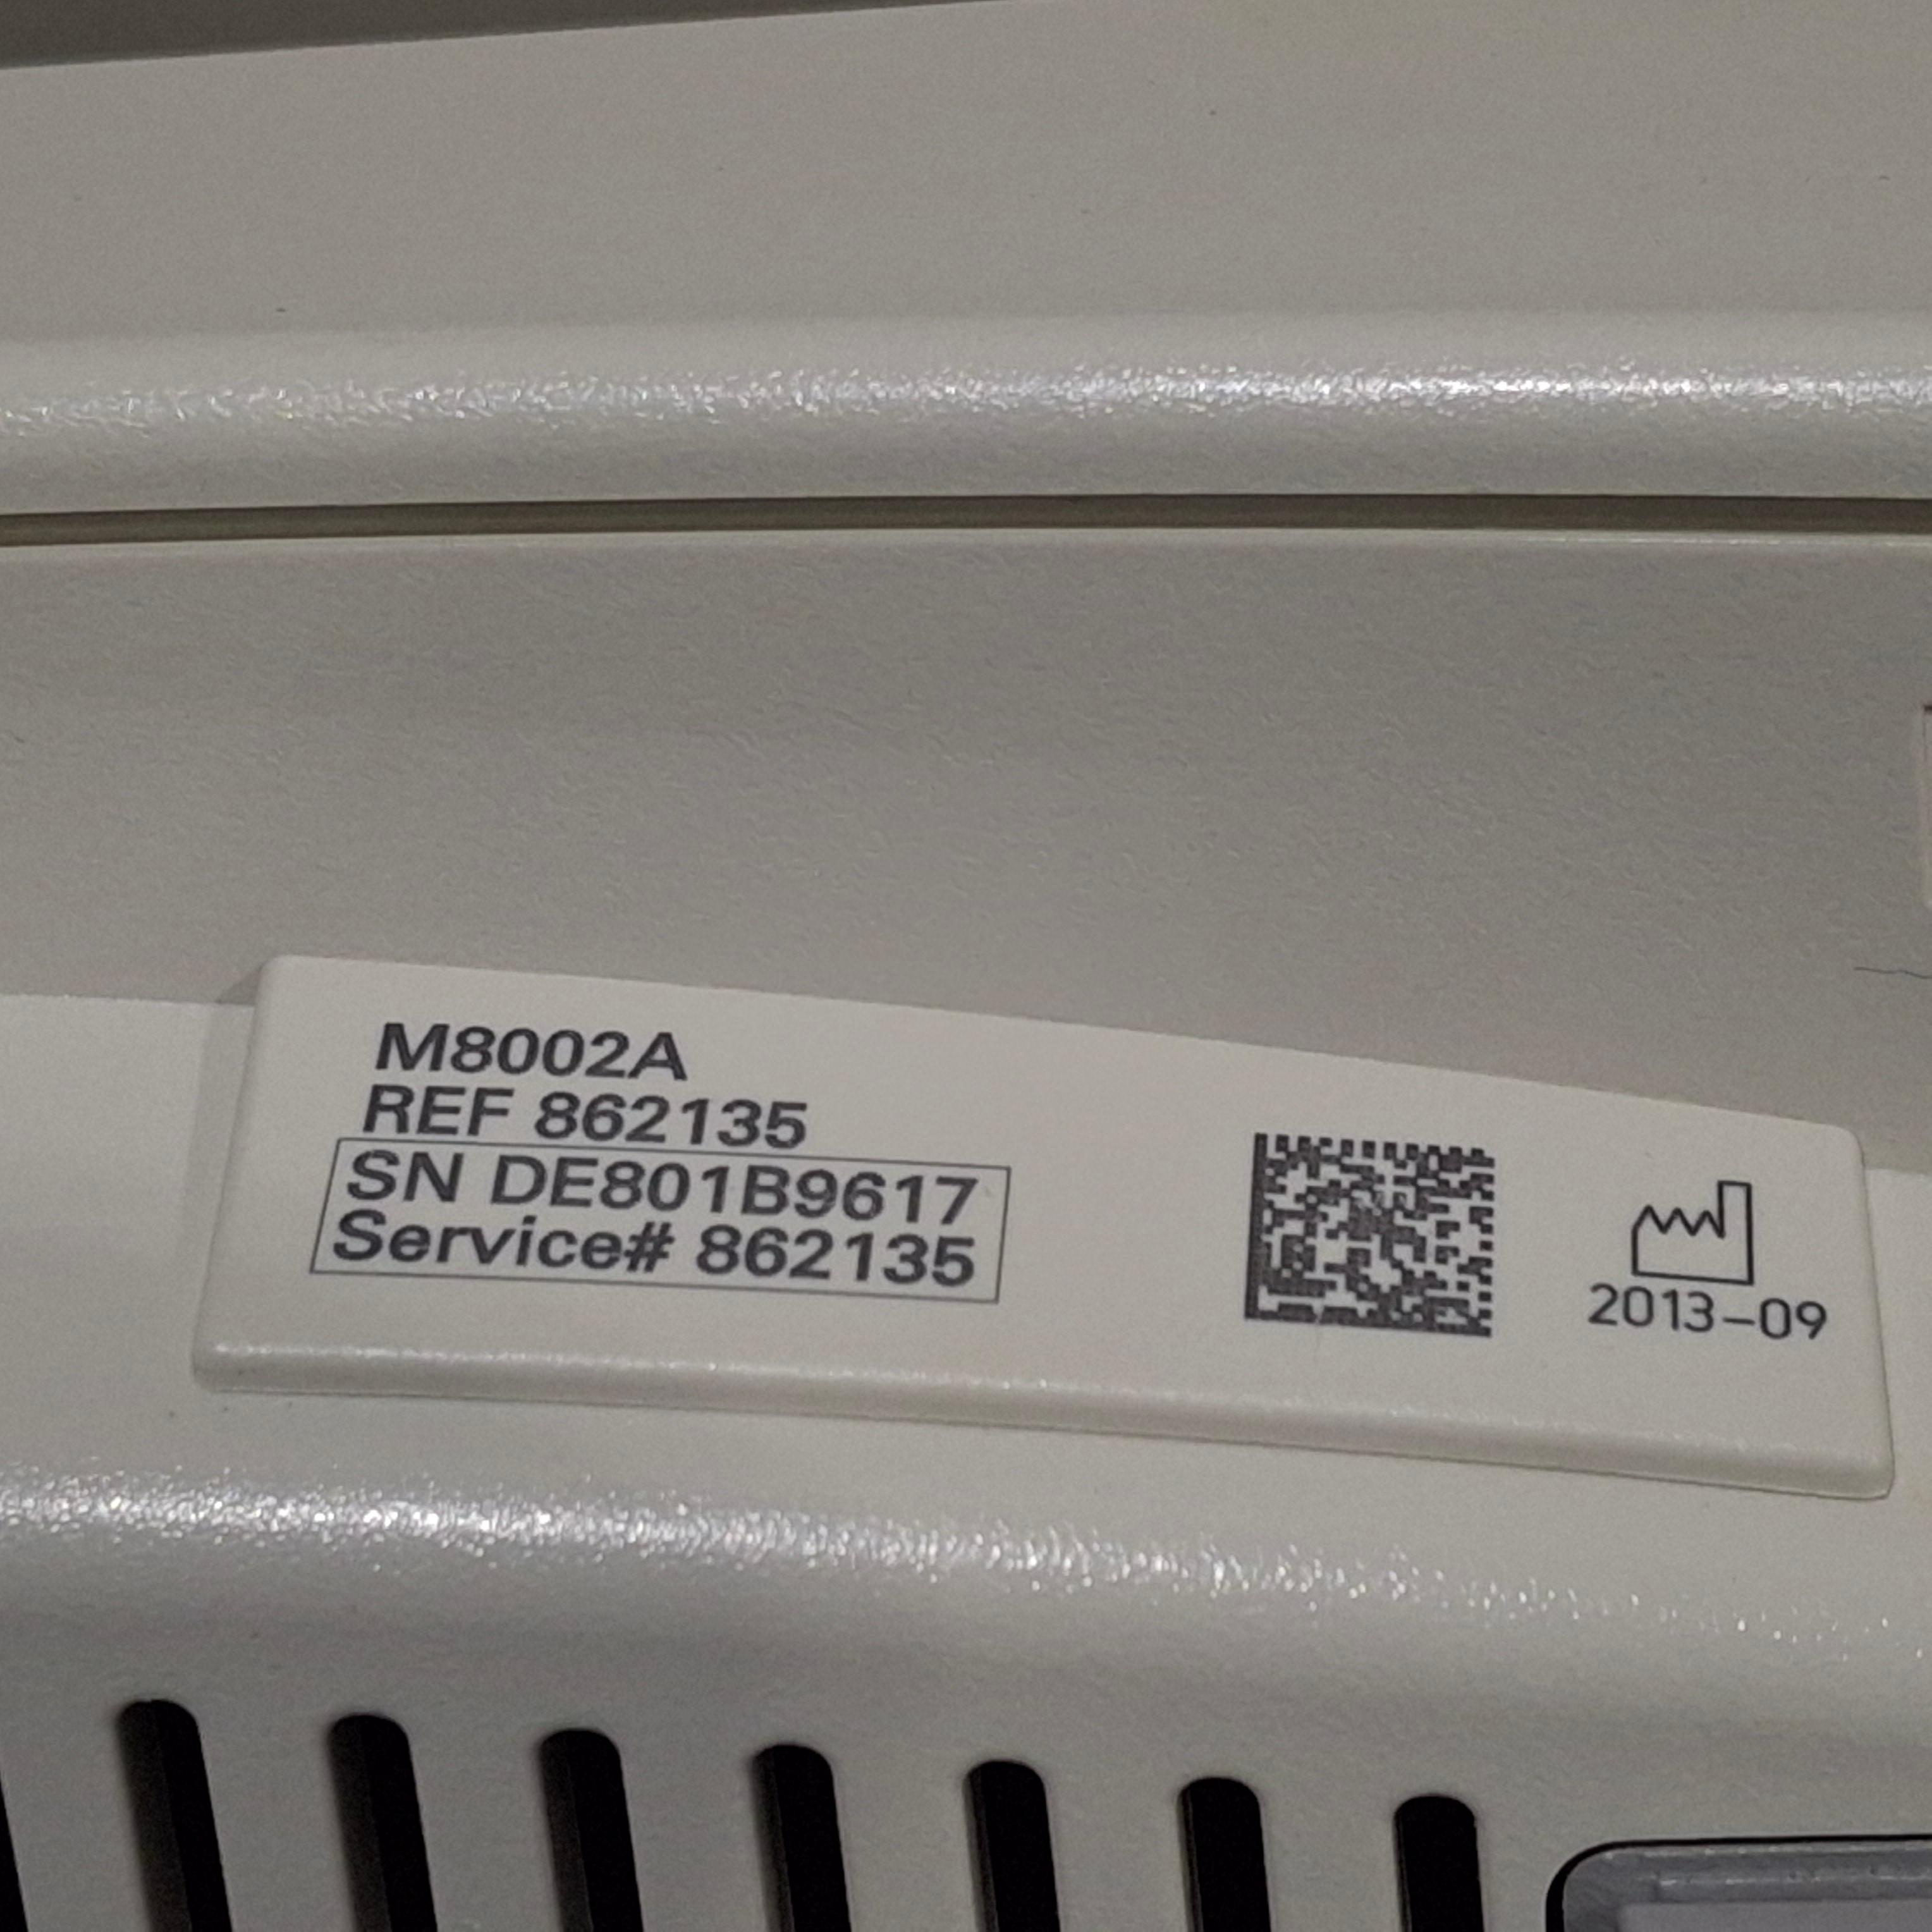 M8002A
REF 862135
SN DE801B9617
Service# 862135
2013-09